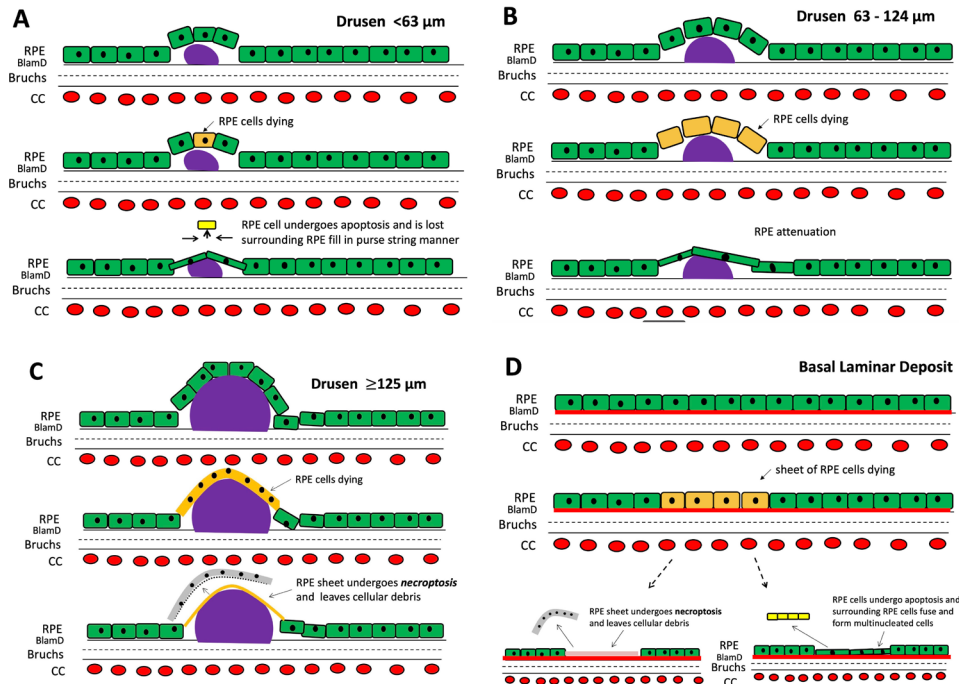 A
Drusen <63 µm
RPE
BlamD
Bruchs
CC
RPE cells dying
RPE
BlamD
Bruchs
CC
RPE cell undergoes apoptosis and is lost
surrounding RPE fill in purse string manner
RPE
BlamD
Bruchs
CC
B
Drusen 63 - 124 µm
RPE
BlamD
Bruchs
CC
RPE cells dying
RPE
BlamD
Bruchs
CC
RPE attenuation
RPE
BlamD
Bruchs
CC
C
Drusen ≥125 µm
RPE
BlamD
Bruchs
CC
RPE cells dying
RPE
BlamD
Bruchs
CC
RPE sheet undergoes necroptosis
and leaves cellular debris
RPE
BlamD
Bruchs
CC
D
Basal Laminar Deposit
RPE
BlamD
Bruchs
CC
sheet of RPE cells dying
RPE
BlamD
Bruchs
CC
RPE sheet undergoes necroptosis
and leaves cellular debris
RPE
BlamD
Bruchs
CC
RPE cells undergo apoptosis and
surrounding RPE cells fuse and
form multinucleated cells
RPE
BlamD
Bruchs
CC